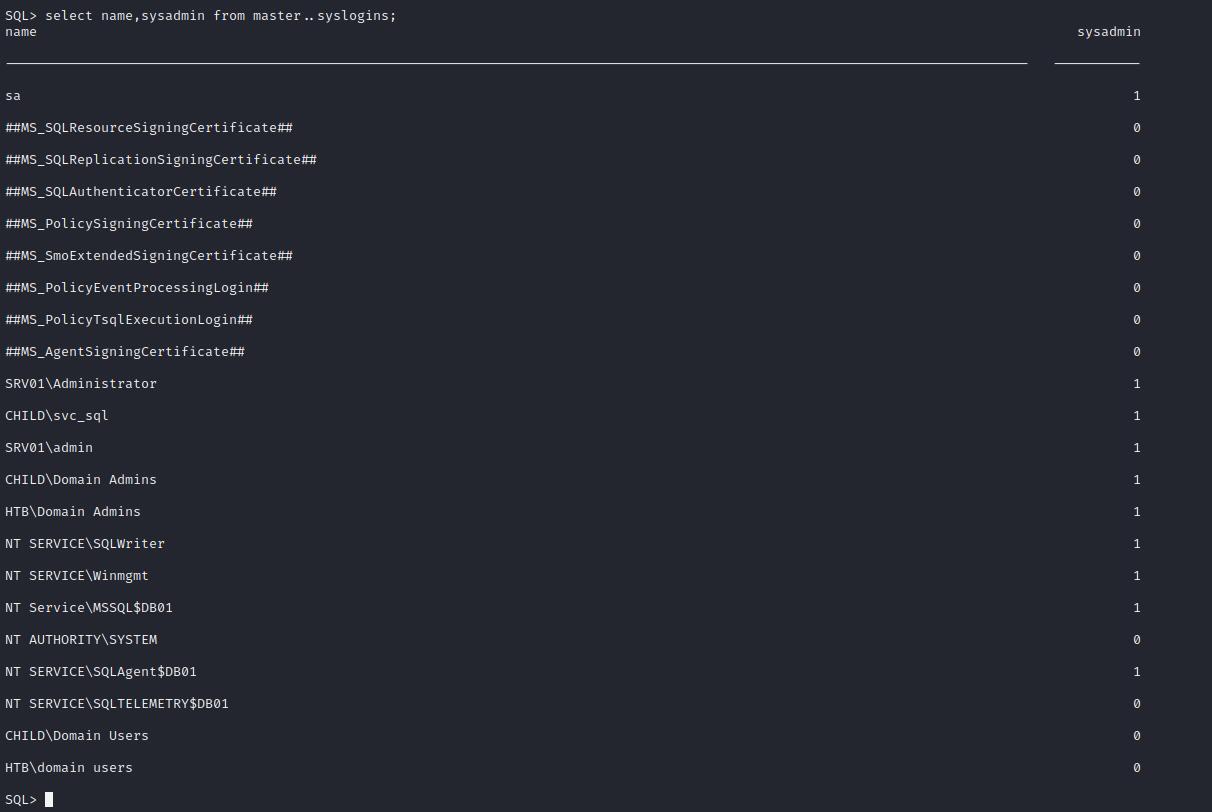 SQL> select name,sysadmin from master..syslogins;
name sysadmin
sa 1
##MS_SQLResourceSigningCertificate## 0
##MS_SQLReplicationSigningCertificate## 0
##MS_SQLAuthenticatorCertificate## 0
##MS_PolicySigningCertificate## 0
##MS_SmoExtendedSigningCertificate## 0
##MS_PolicyEventProcessingLogin## 0
##MS_PolicyTsqlExecutionLogin## 0
##MS_AgentSigningCertificate## 0
SRV01\Administrator 1
CHILD\svc_sql 1
SRV01\admin 1
CHILD\Domain Admins 1
HTB\Domain Admins 1
NT SERVICE\SQLWriter 1
NT SERVICE\Winmgmt 1
NT Service\MSSQL$DB01 1
NT AUTHORITY\SYSTEM 0
NT SERVICE\SQLAgent$DB01 1
NT SERVICE\SQLTELEMETRY$DB01 0
CHILD\Domain Users 0
HTB\domain users 0
SQL>